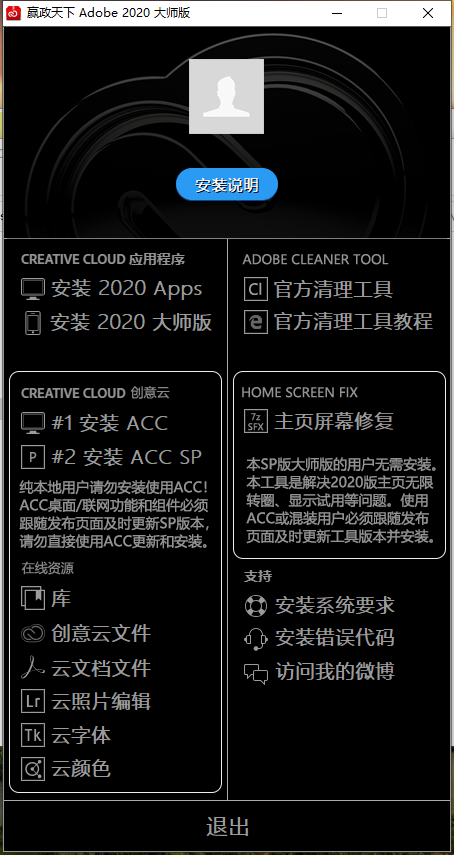 赢政天下 Adobe 2020 大师版
安装说明
CREATIVE CLOUD 应用程序
安装 2020 Apps
安装 2020 大师版
ADOBE CLEANER TOOL
CI 官方清理工具
官方清理工具教程
CREATIVE CLOUD 创意云
#1 安装 ACC
P #2 安装 ACC SP
纯本地用户请勿安装使用ACC!
ACC桌面/联网功能和组件必须
跟随发布页面及时更新SP版本,
请勿直接使用ACC更新和安装。
在线资源
库
创意云文件
云文档文件
Lr 云照片编辑
Tk 云字体
云颜色
HOME SCREEN FIX
7z
SFX 主页屏幕修复
本SP版大师版的用户无需安装。
本工具是解决2020版主页无限
转圈、显示试用等问题。使用
ACC或混装用户必须跟随发布
页面及时更新工具版本并安装。
支持
安装系统要求
安装错误代码
访问我的微博
退出